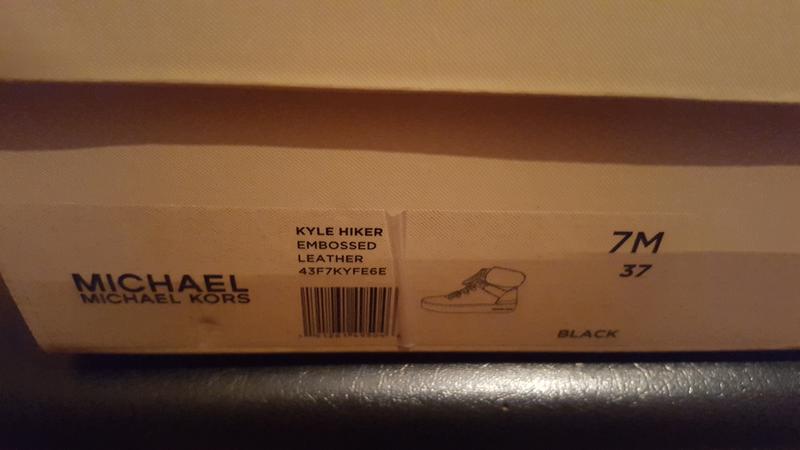 MICHAEL
MICHAEL KORS
KYLE HIKER
EMBOSSED
LEATHER
43F7KYFE6E
7M
37
BLACK